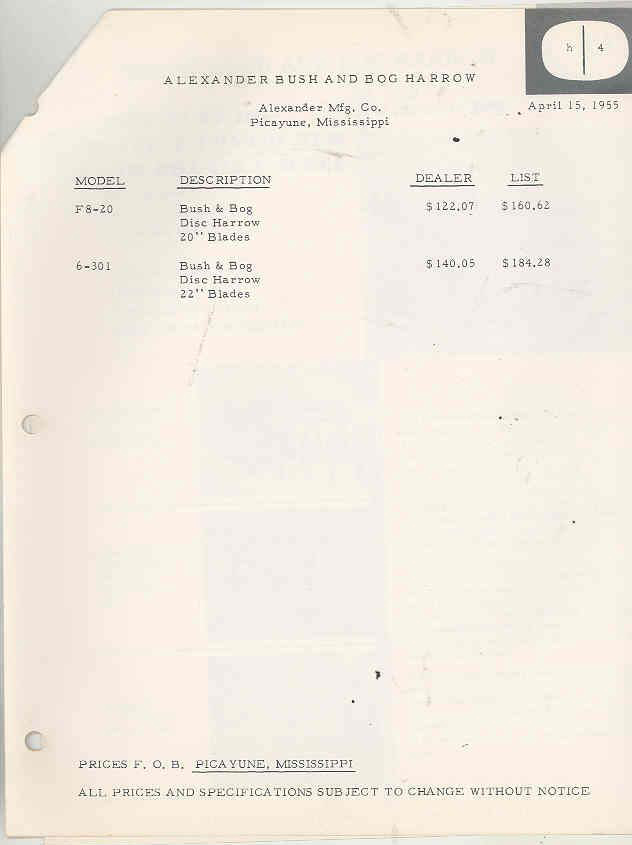 h | 4
ALEXANDER BUSH AND BOG HARROW
Alexander Mfg. Co.
April 15, 1955
Picayune, Mississippi
MODEL DESCRIPTION DEALER LIST
F8-20 Bush & Bog $122.07 $160.62
Disc Harrow
20" Blades
6-301 Bush & Bog $140.05 $184.28
Disc Harrow
22" Blades
PRICES F. O. B. PICAYUNE, MISSISSIPPI
ALL PRICES AND SPECIFICATIONS SUBJECT TO CHANGE WITHOUT NOTICE